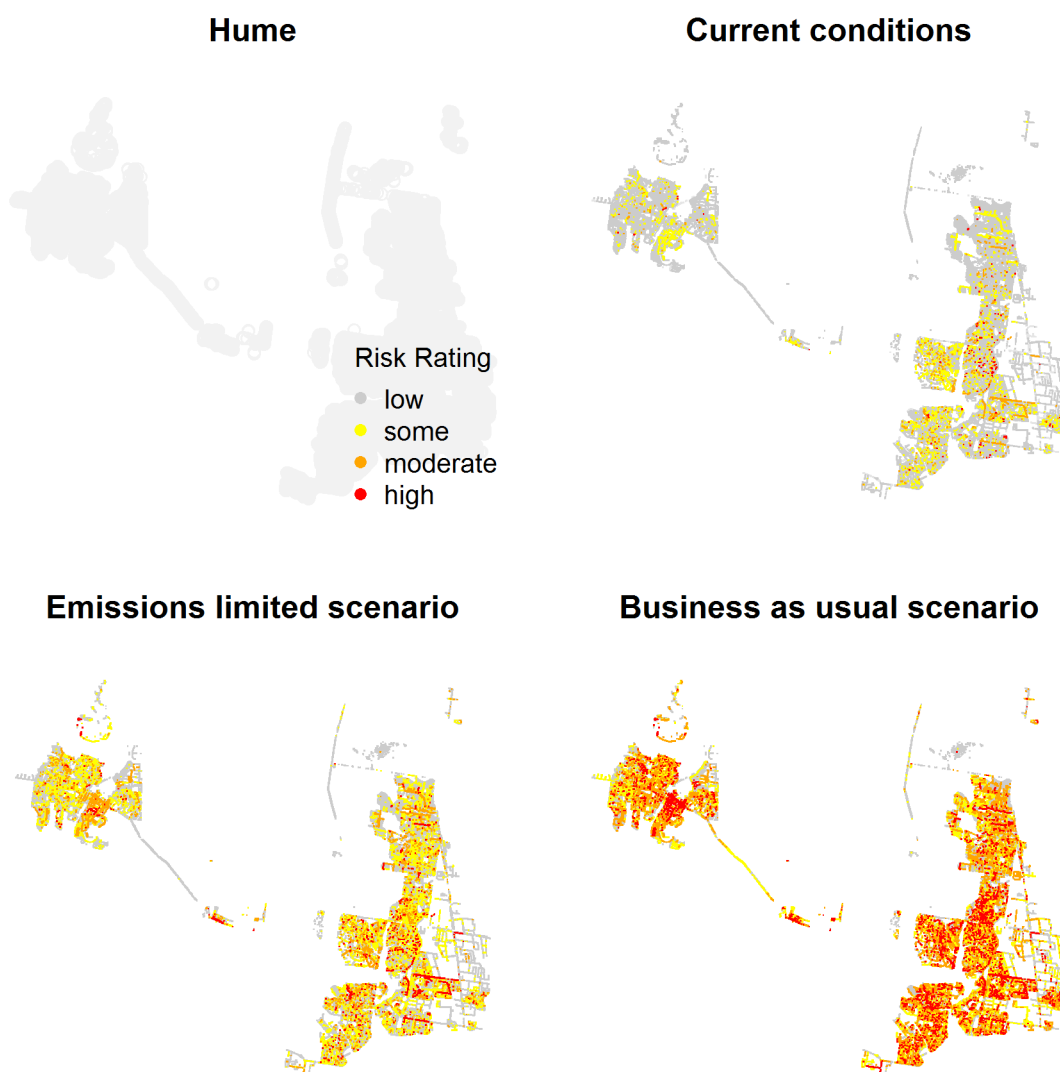 Hume
Current conditions
Risk Rating
low
some
moderate
high
Emissions limited scenario
Business as usual scenario